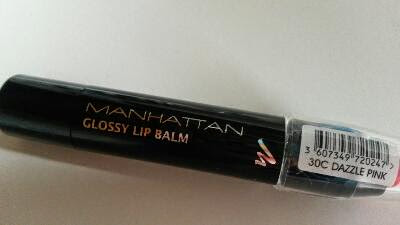 MANHATTAN
GLOSSY LIP BALM
M
3 607349 720247
30C DAZZLE PINK